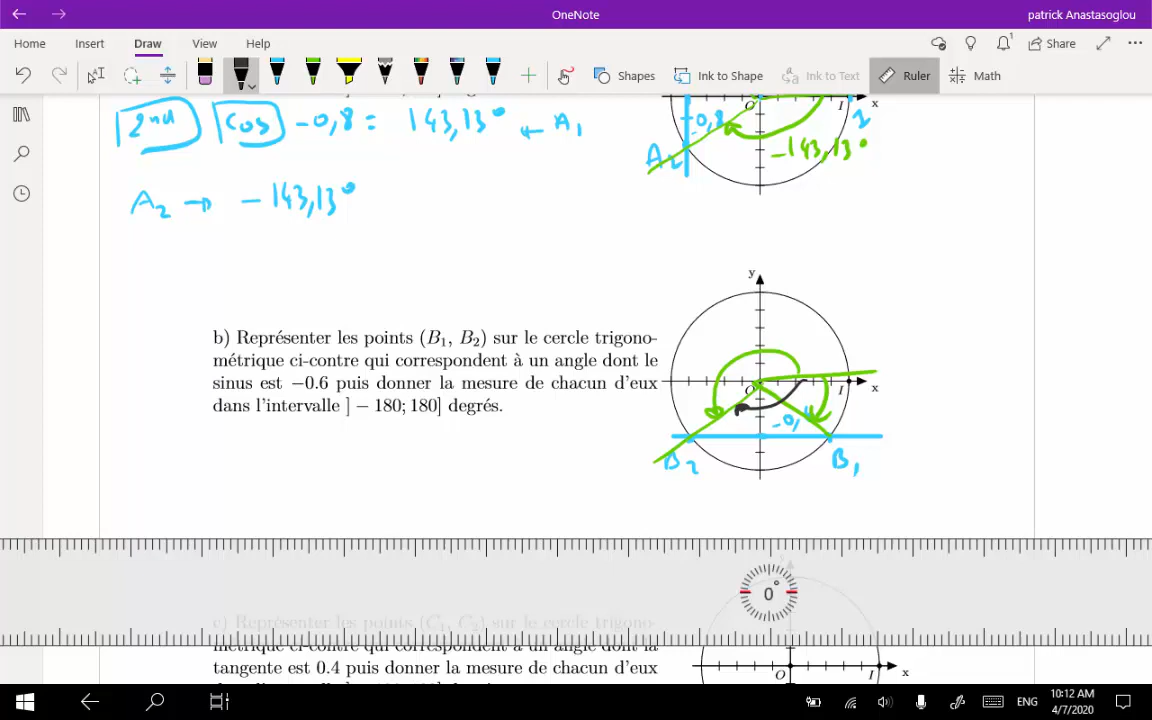 OneNote
patrick Anastasoglou
Home Insert Draw View Help
1
Share
Shapes Ink to Shape Ink to Text Ruler Math
2nd Cos -0,8 = 143,13° ← A1
A2 → -143,13°
O I x
-0,8
A2
-143,13°
y
b) Représenter les points (B1, B2) sur le cercle trigono-
métrique ci-contre qui correspondent à un angle dont le
sinus est −0.6 puis donner la mesure de chacun d'eux
dans l'intervalle ] − 180; 180] degrés.
O I x
B2 B1
0°
c) Représenter les points (C1, C2) sur le cercle trigono-
métrique ci-contre qui correspondent à un angle dont la
tangente est 0.4 puis donner la mesure de chacun d'eux
O I x
ENG
10:12 AM
4/7/2020